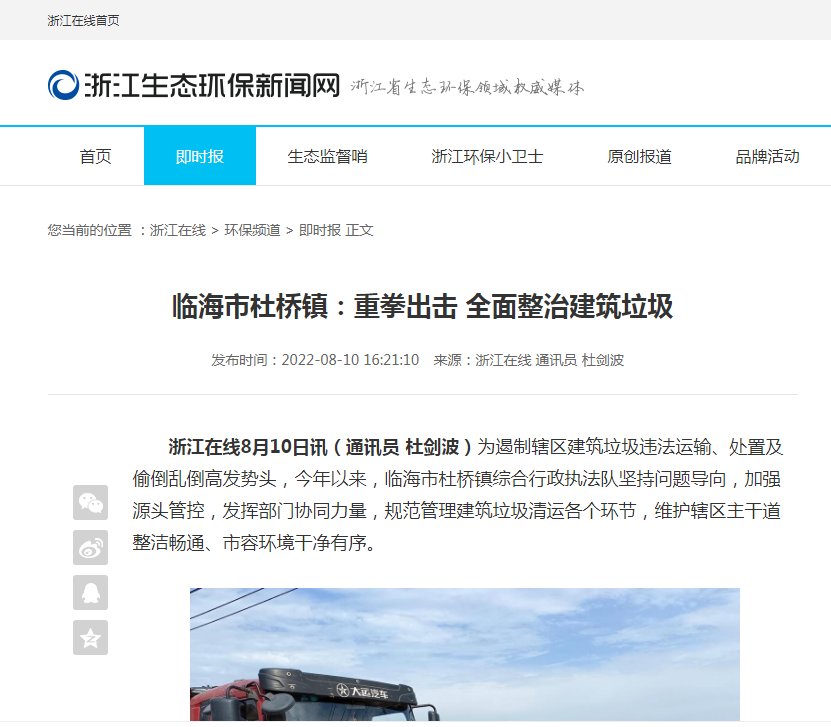 浙江在线首页
浙江生态环保新闻网 浙江省生态环保领域权威媒体
首页 即时报 生态监督哨 浙江环保小卫士 原创报道 品牌活动
您当前的位置 ：浙江在线 > 环保频道 > 即时报 正文
临海市杜桥镇：重拳出击 全面整治建筑垃圾
发布时间：2022-08-10 16:21:10 来源：浙江在线 通讯员 杜剑波
浙江在线8月10日讯（通讯员 杜剑波）为遏制辖区建筑垃圾违法运输、处置及
偷倒乱倒高发势头，今年以来，临海市杜桥镇综合行政执法队坚持问题导向，加强
源头管控，发挥部门协同力量，规范管理建筑垃圾清运各个环节，维护辖区主干道
整洁畅通、市容环境干净有序。
大运汽车